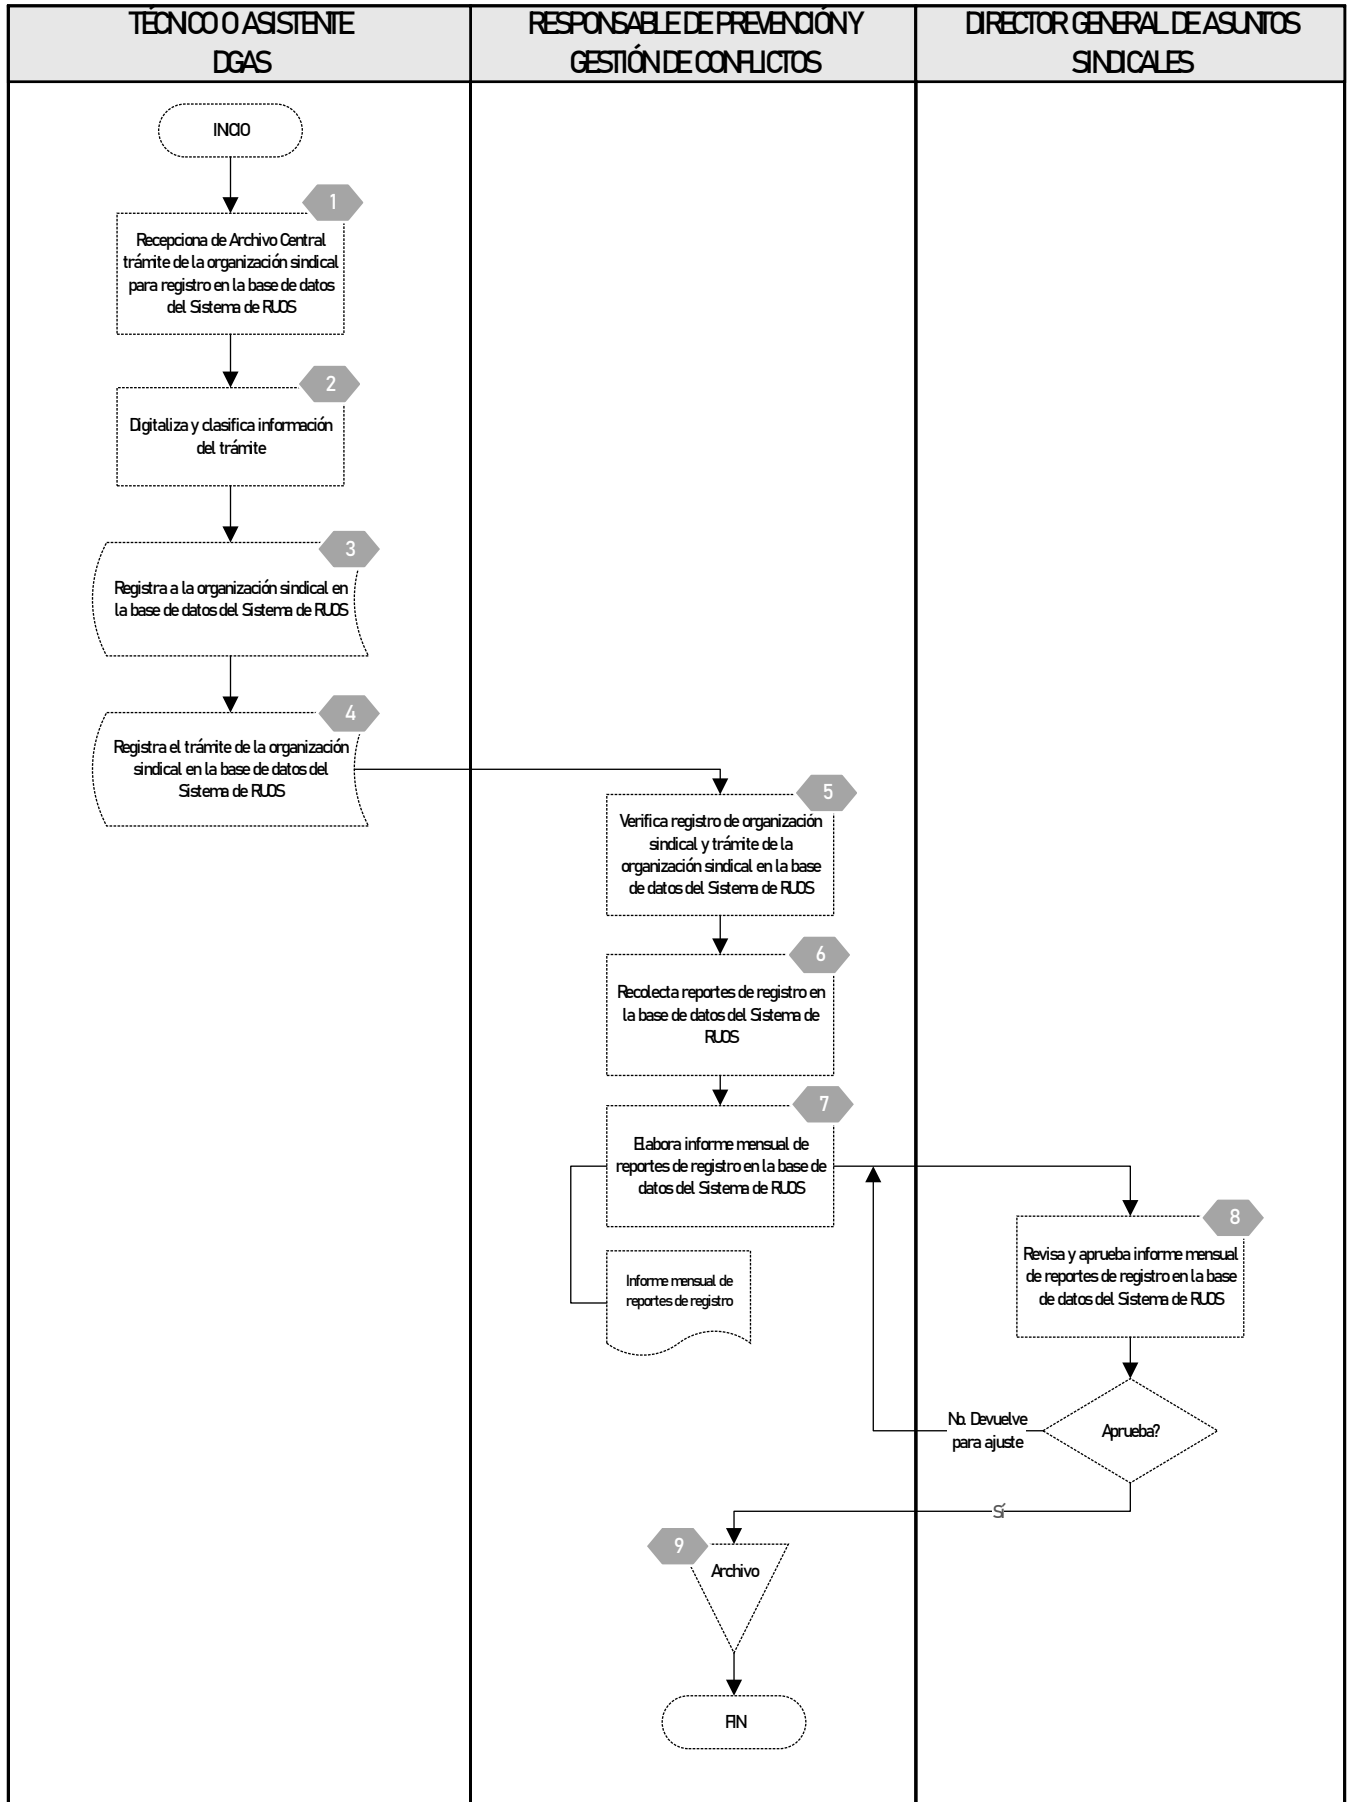 TÉCNICO O ASISTENTE
DGAS
RESPONSABLE DE PREVENCIÓN Y
GESTIÓN DE CONFLICTOS
DIRECTOR GENERAL DE ASUNTOS
SINDICALES
INICIO
1
Recepciona de Archivo Central
trámite de la organización sindical
para registro en la base de datos
del Sistema de RUOS
2
Digitaliza y clasifica información
del trámite
3
Registra a la organización sindical en
la base de datos del Sistema de RUOS
4
Registra el trámite de la organización
sindical en la base de datos del
Sistema de RUOS
5
Verifica registro de organización
sindical y trámite de la
organización sindical en la base
de datos del Sistema de RUOS
6
Recolecta reportes de registro en
la base de datos del Sistema de
RUOS
7
Elabora informe mensual de
reportes de registro en la base de
datos del Sistema de RUOS
Informe mensual de
reportes de registro
8
Revisa y aprueba informe mensual
de reportes de registro en la base
de datos del Sistema de RUOS
Aprueba?
No. Devuelve
para ajuste
Sí
9
Archivo
FIN